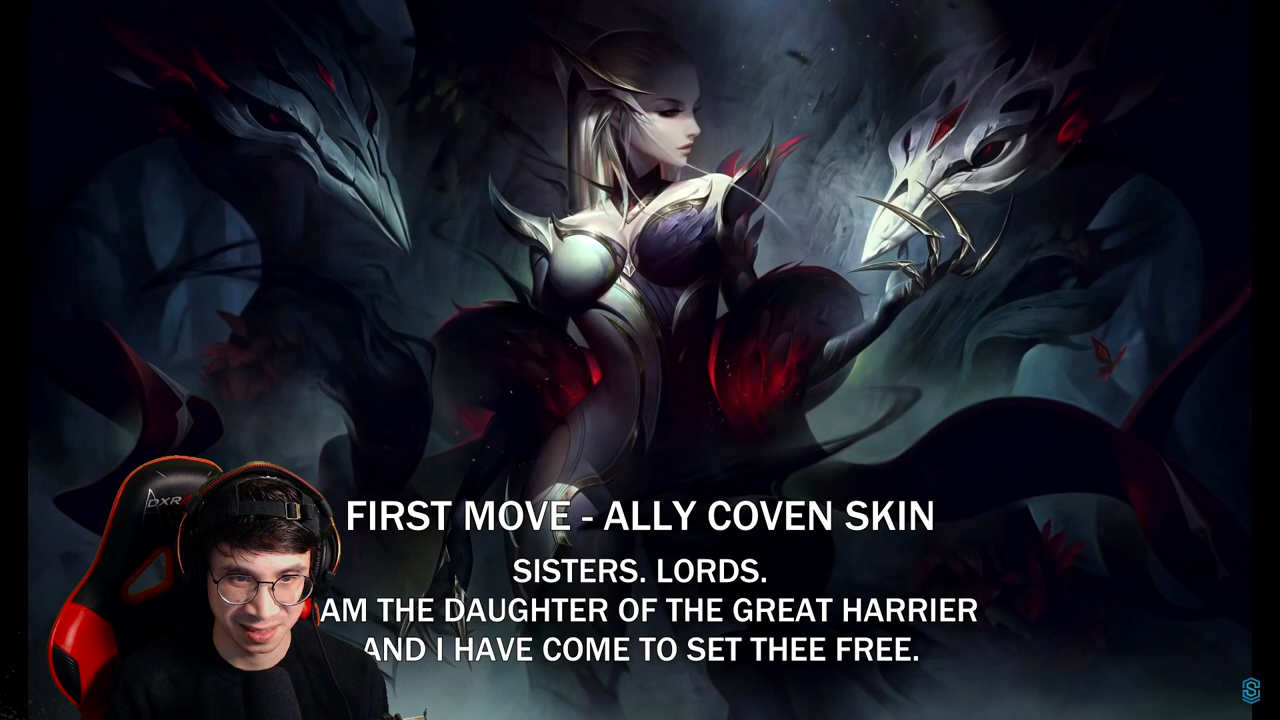 DXR
FIRST MOVE - ALLY COVEN SKIN
SISTERS. LORDS.
AM THE DAUGHTER OF THE GREAT HARRIER
AND I HAVE COME TO SET THEE FREE.